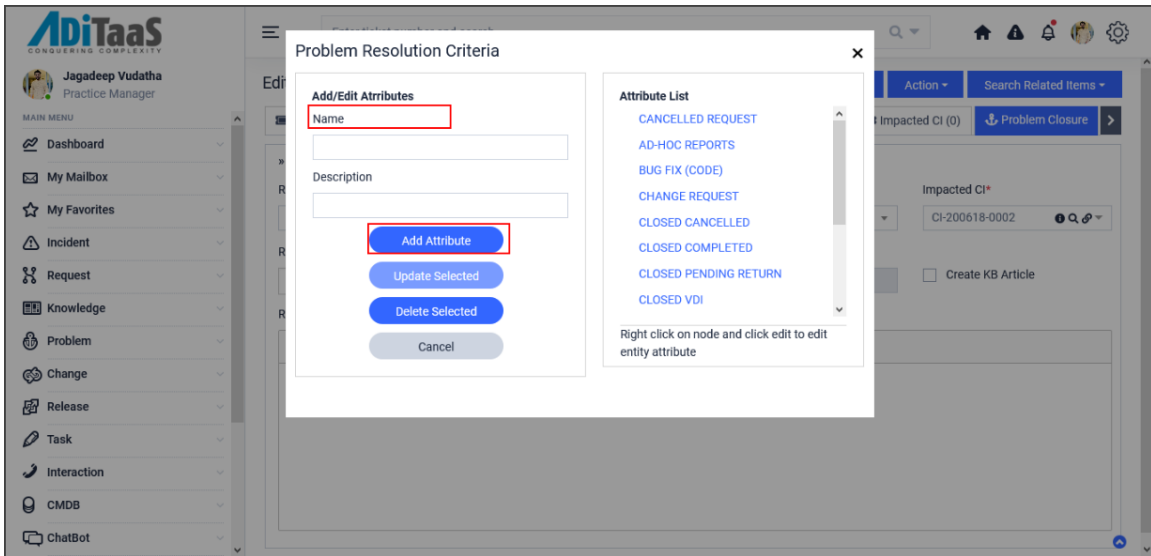 ADiTaaS
CONQUERING COMPLEXITY
Jagadeep Vudatha
Practice Manager
MAIN MENU
Dashboard
My Mailbox
My Favorites
Incident
Request
Knowledge
Problem
Change
Release
Task
Interaction
CMDB
ChatBot
Action
Search Related Items
Impacted CI (0)
Problem Closure
Impacted CI*
CI-200618-0002
Create KB Article
Problem Resolution Criteria
Add/Edit Atrributes
Name
Description
Add Attribute
Update Selected
Delete Selected
Cancel
Attribute List
CANCELLED REQUEST
AD-HOC REPORTS
BUG FIX (CODE)
CHANGE REQUEST
CLOSED CANCELLED
CLOSED COMPLETED
CLOSED PENDING RETURN
CLOSED VDI
Right click on node and click edit to edit
entity attribute